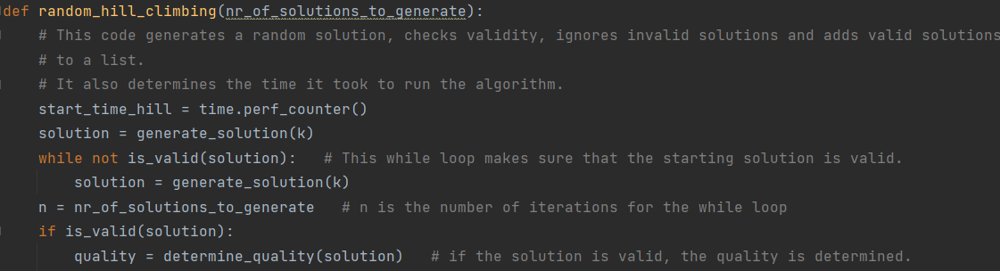 def random_hill_climbing(nr_of_solutions_to_generate):
    # This code generates a random solution, checks validity, ignores invalid solutions and adds valid solutions
    # to a list.
    # It also determines the time it took to run the algorithm.
    start_time_hill = time.perf_counter()
    solution = generate_solution(k)
    while not is_valid(solution):   # This while loop makes sure that the starting solution is valid.
        solution = generate_solution(k)
    n = nr_of_solutions_to_generate   # n is the number of iterations for the while loop
    if is_valid(solution):
        quality = determine_quality(solution)   # if the solution is valid, the quality is determined.